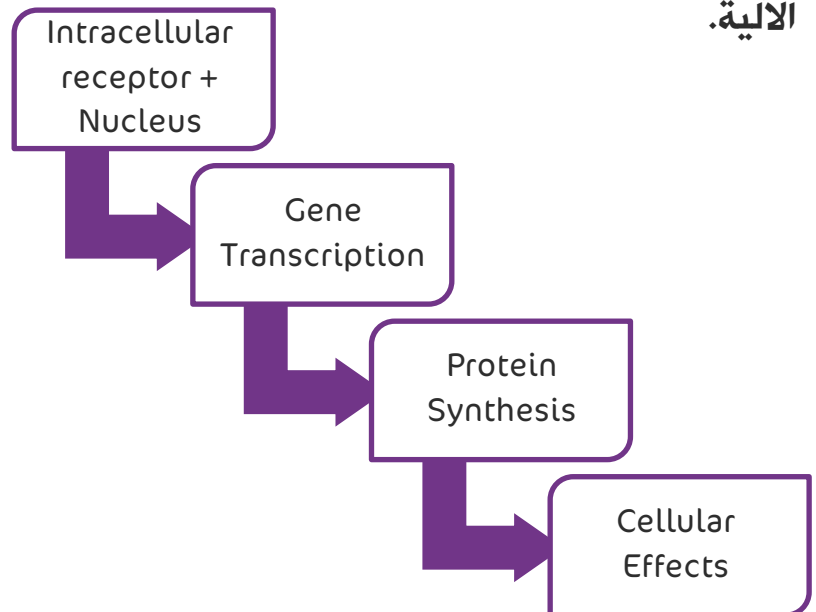 الالية.
Intracellular
receptor +
Nucleus
Gene
Transcription
Protein
Synthesis
Cellular
Effects